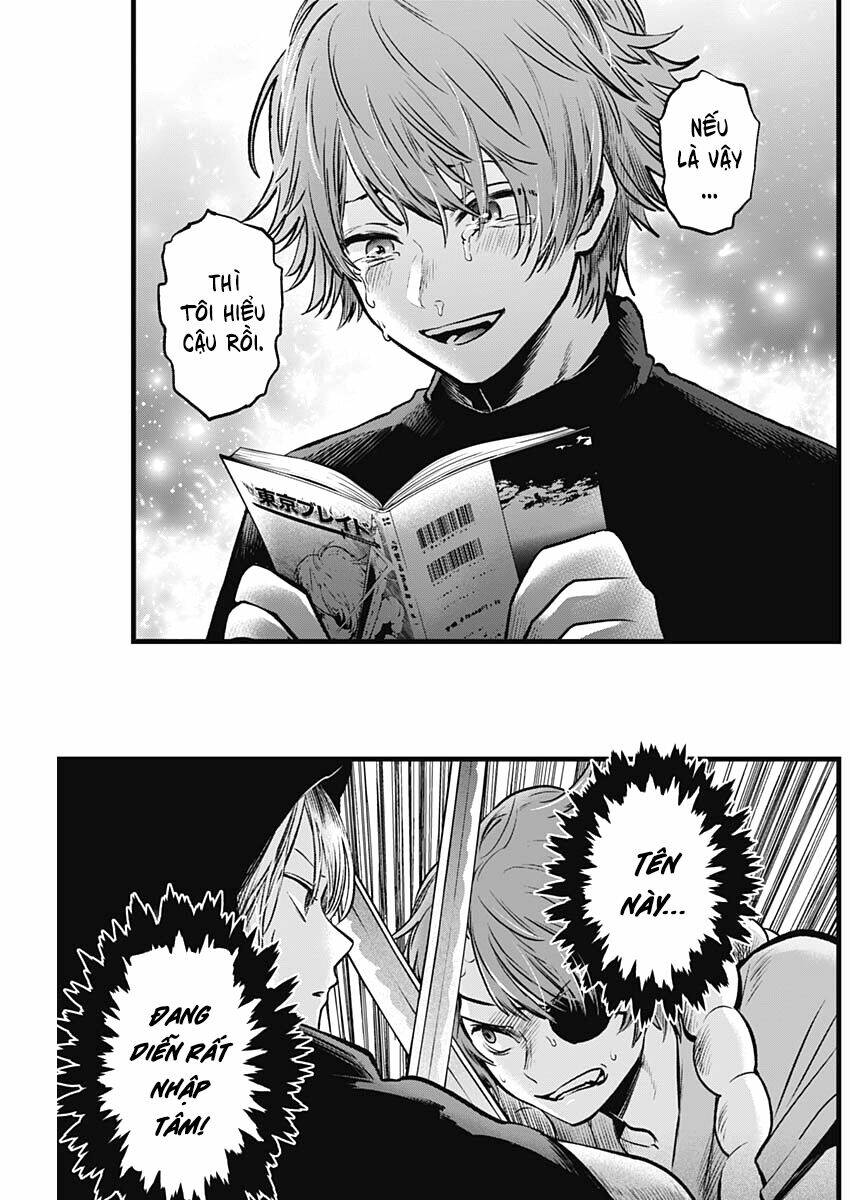 NẾU
LÀ VẬY
...
THÌ
TÔI HIỂU
CẬU RỒI.
東京ブレイド
TÊN
NÀY...
ĐANG
DIỄN RẤT
NHẬP
TÂM!